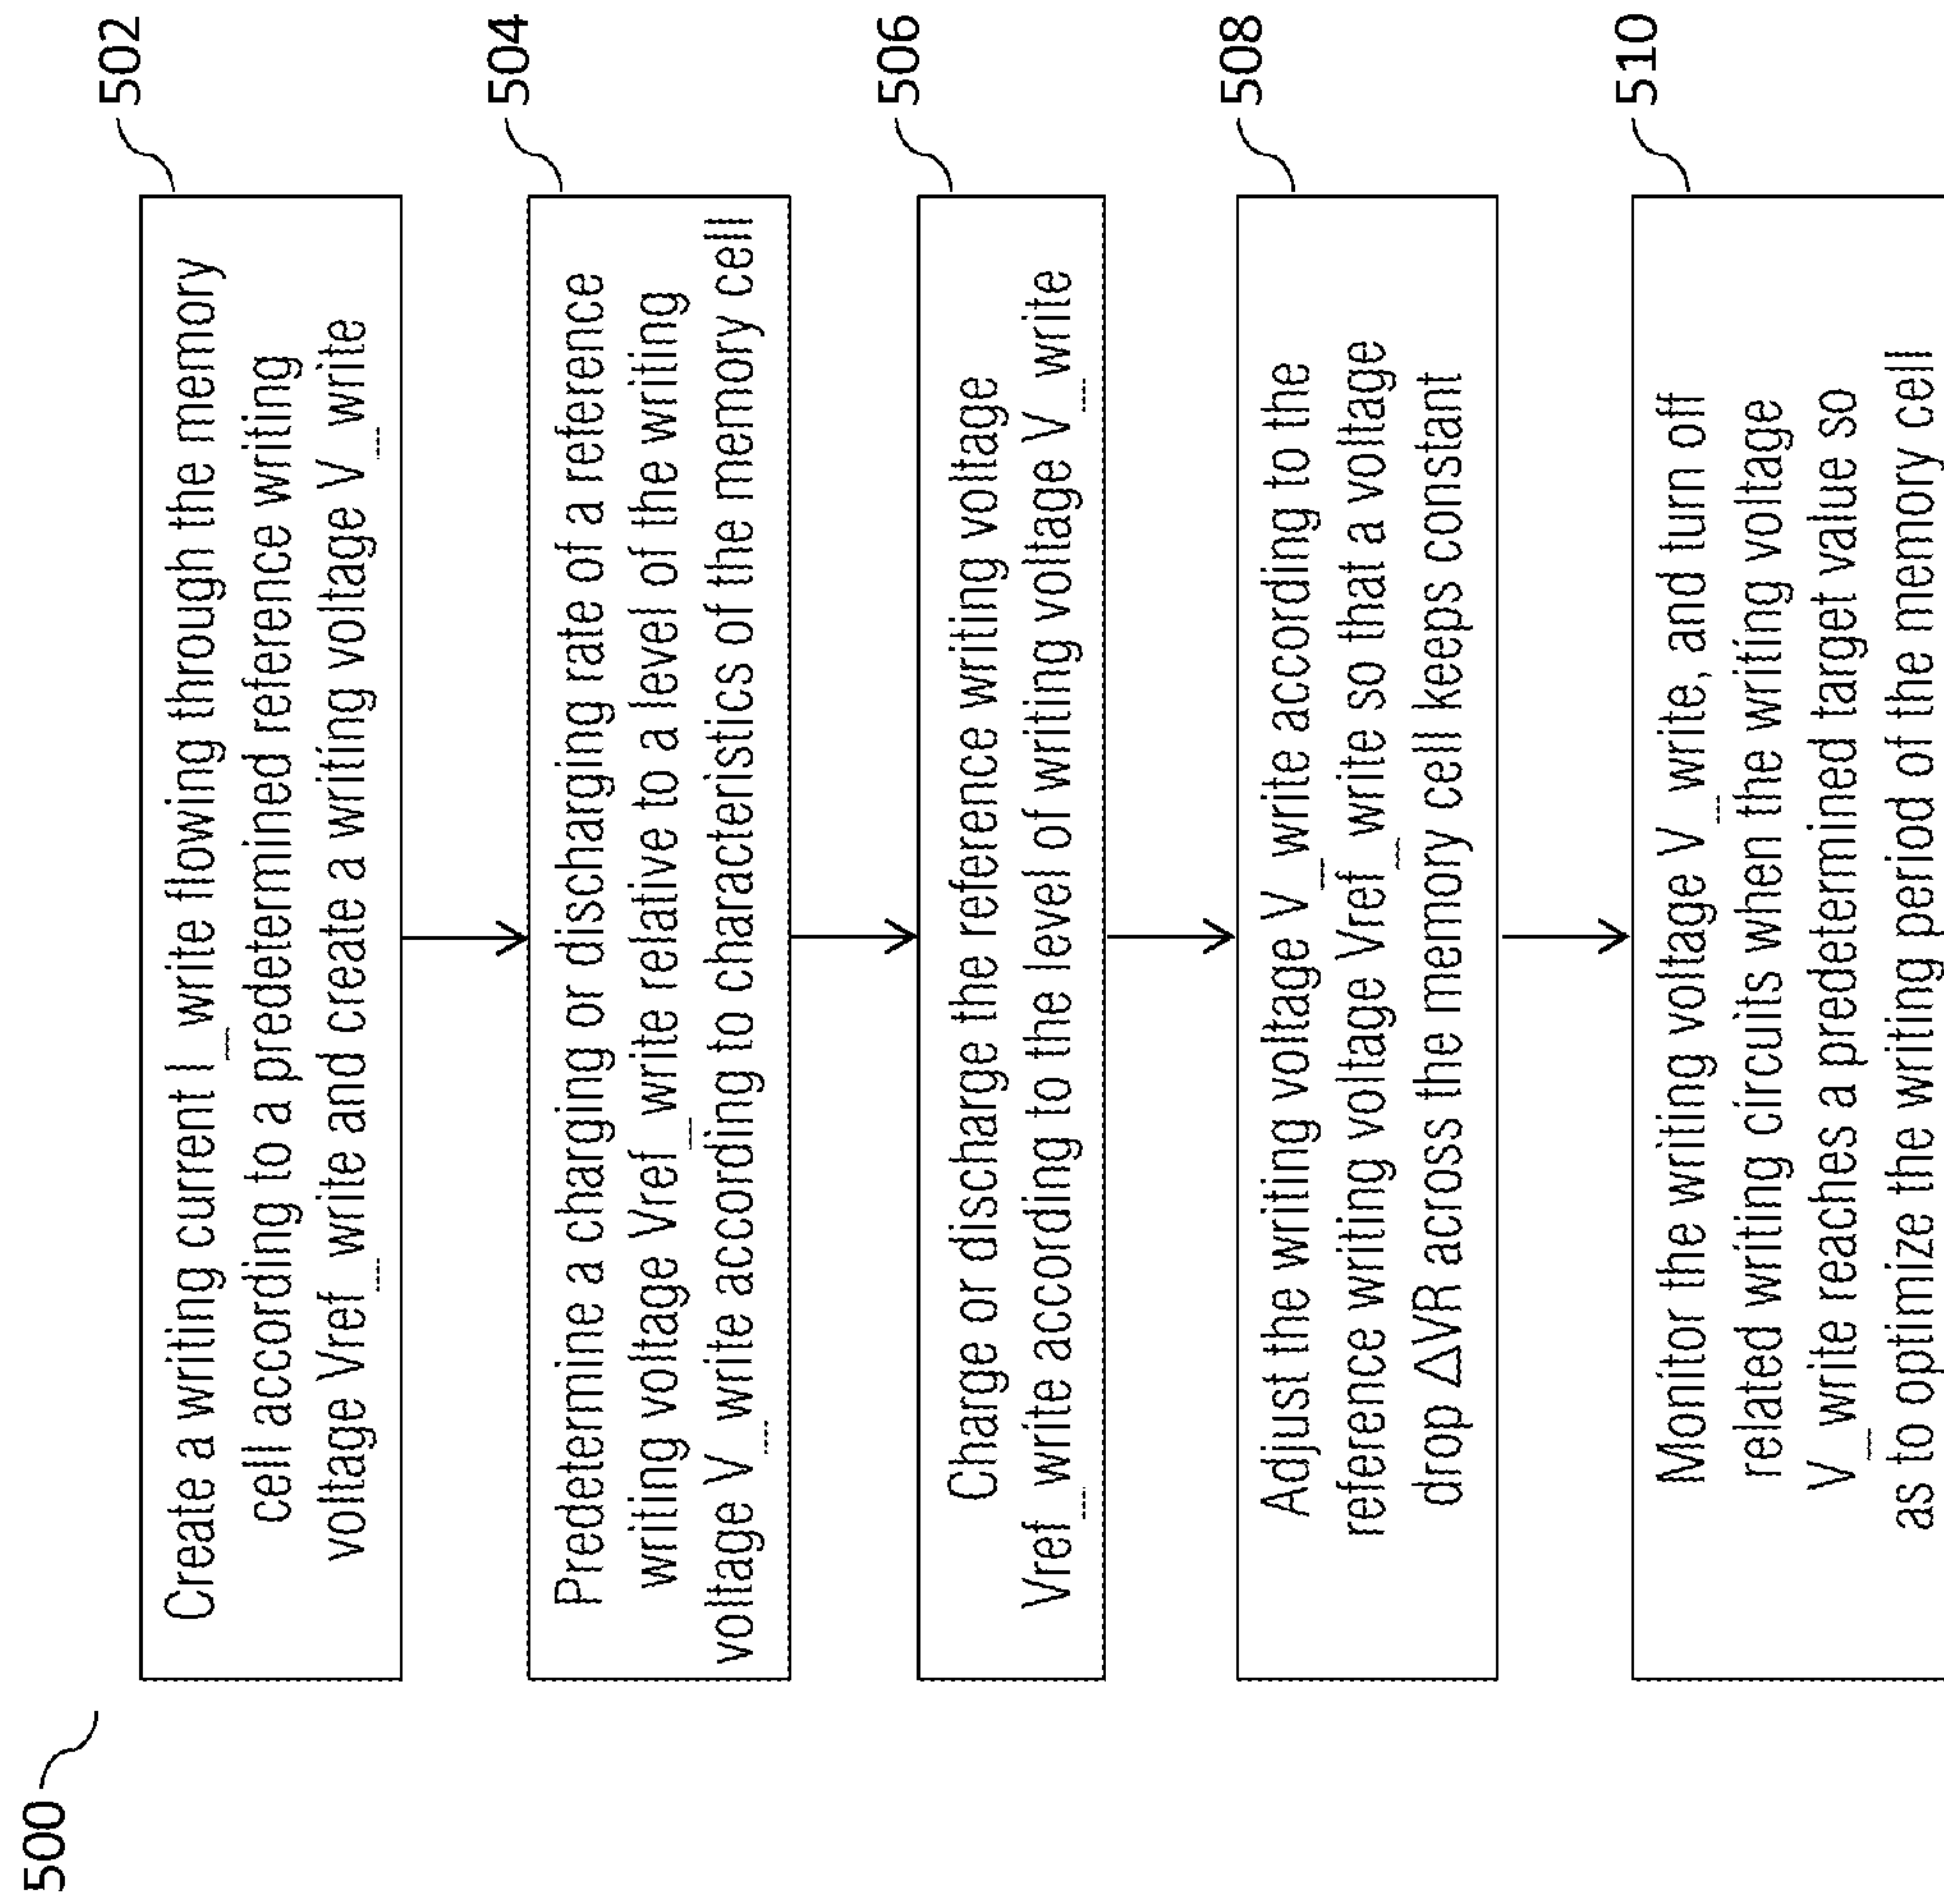 500
502
Create a writing current I_write flowing through the memory
cell according to a predetermined reference writing
voltage Vref_write and create a writing voltage V_write
504
Predetermine a charging or discharging rate of a reference
writing voltage Vref_write relative to a level of the writing
voltage V_write according to characteristics of the memory cell
506
Charge or discharge the reference writing voltage
Vref_write according to the level of writing voltage V_write
508
Adjust the writing voltage V_write according to the
reference writing voltage Vref_write so that a voltage
drop ΔVR across the memory cell keeps constant
510
Monitor the writing voltage V_write, and turn off
related writing circuits when the writing voltage
V_write reaches a predetermined target value so
as to optimize the writing period of the memory cell